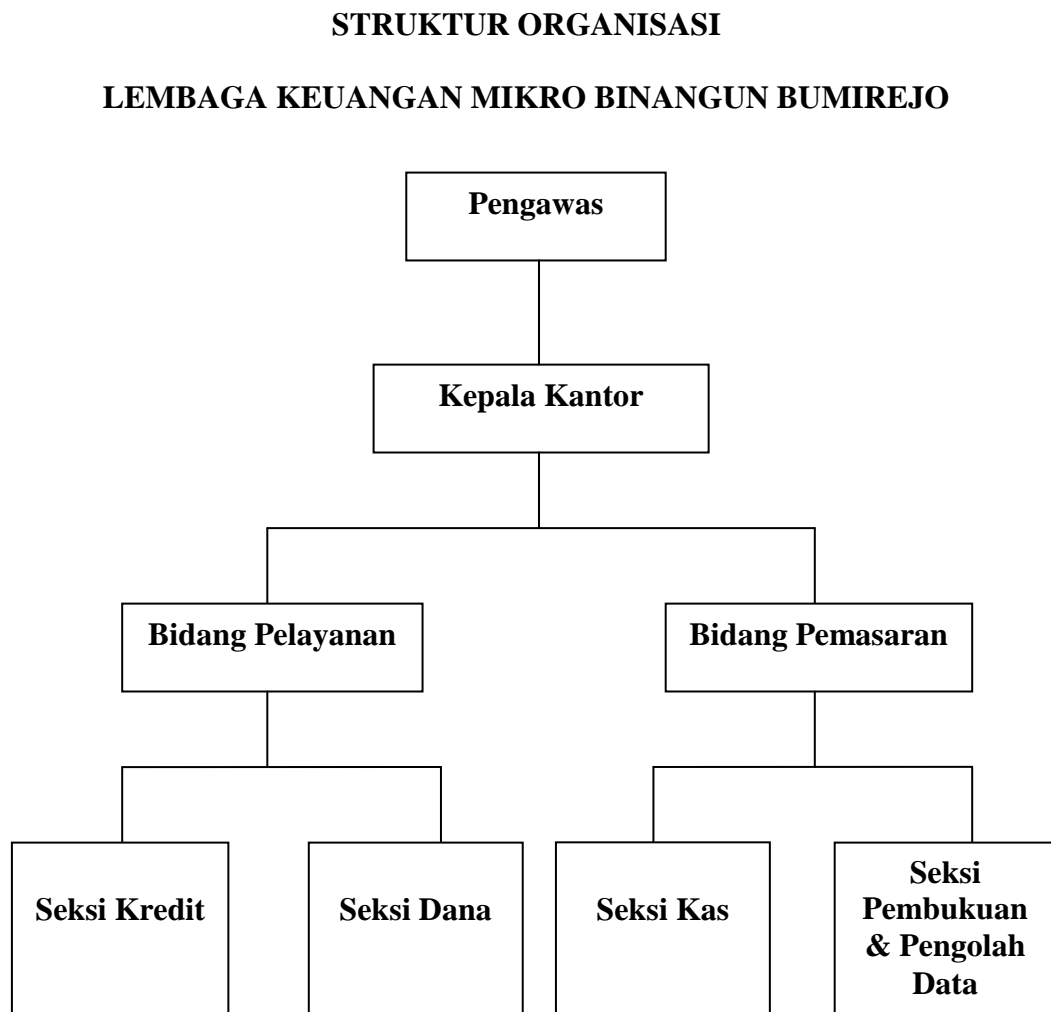 STRUKTUR ORGANISASI
LEMBAGA KEUANGAN MIKRO BINANGUN BUMIREJO
Pengawas
Kepala Kantor
Bidang Pelayanan
Bidang Pemasaran
Seksi Kredit
Seksi Dana
Seksi Kas
Seksi
Pembukuan
& Pengolah
Data